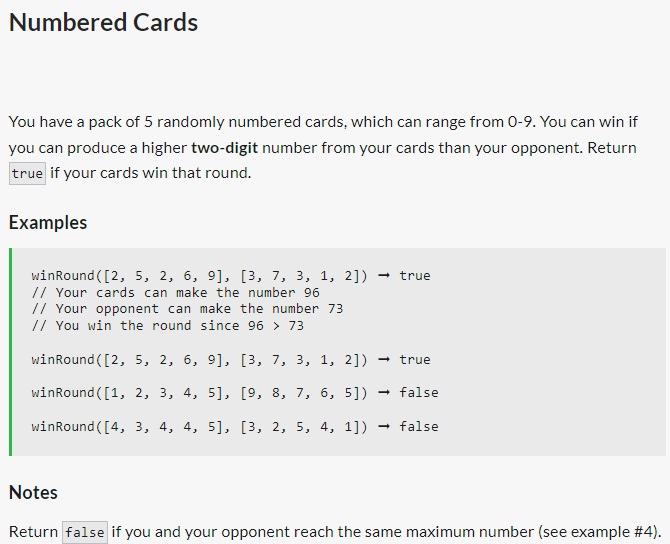 Numbered Cards
You have a pack of 5 randomly numbered cards, which can range from 0-9. You can win if
you can produce a higher two-digit number from your cards than your opponent. Return
true if your cards win that round.
Examples
winRound([2, 5, 2, 6, 9], [3, 7, 3, 1, 2]) → true
// Your cards can make the number 96
// Your opponent can make the number 73
// You win the round since 96 > 73
winRound([2, 5, 2, 6, 9], [3, 7, 3, 1, 2]) → true
winRound([1, 2, 3, 4, 5], [9, 8, 7, 6, 5]) → false
winRound([4, 3, 4, 4, 5], [3, 2, 5, 4, 1]) → false
Notes
Return false if you and your opponent reach the same maximum number (see example #4).